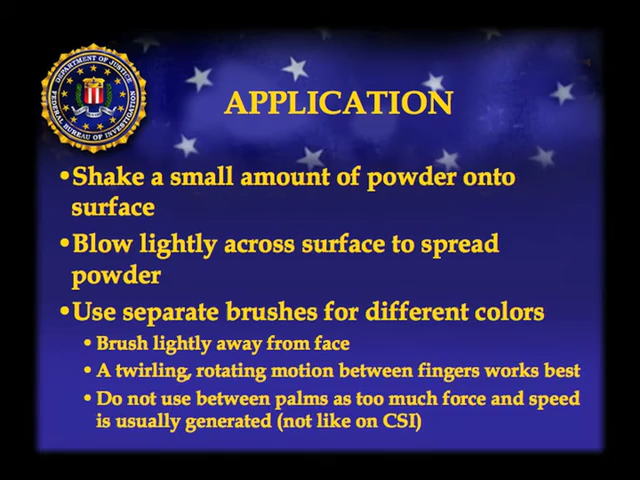 DEPARTMENT OF JUSTICE
FEDERAL BUREAU OF INVESTIGATION
APPLICATION
•Shake a small amount of powder onto
surface
•Blow lightly across surface to spread
powder
•Use separate brushes for different colors
• Brush lightly away from face
• A twirling, rotating motion between fingers works best
• Do not use between palms as too much force and speed
is usually generated (not like on CSI)